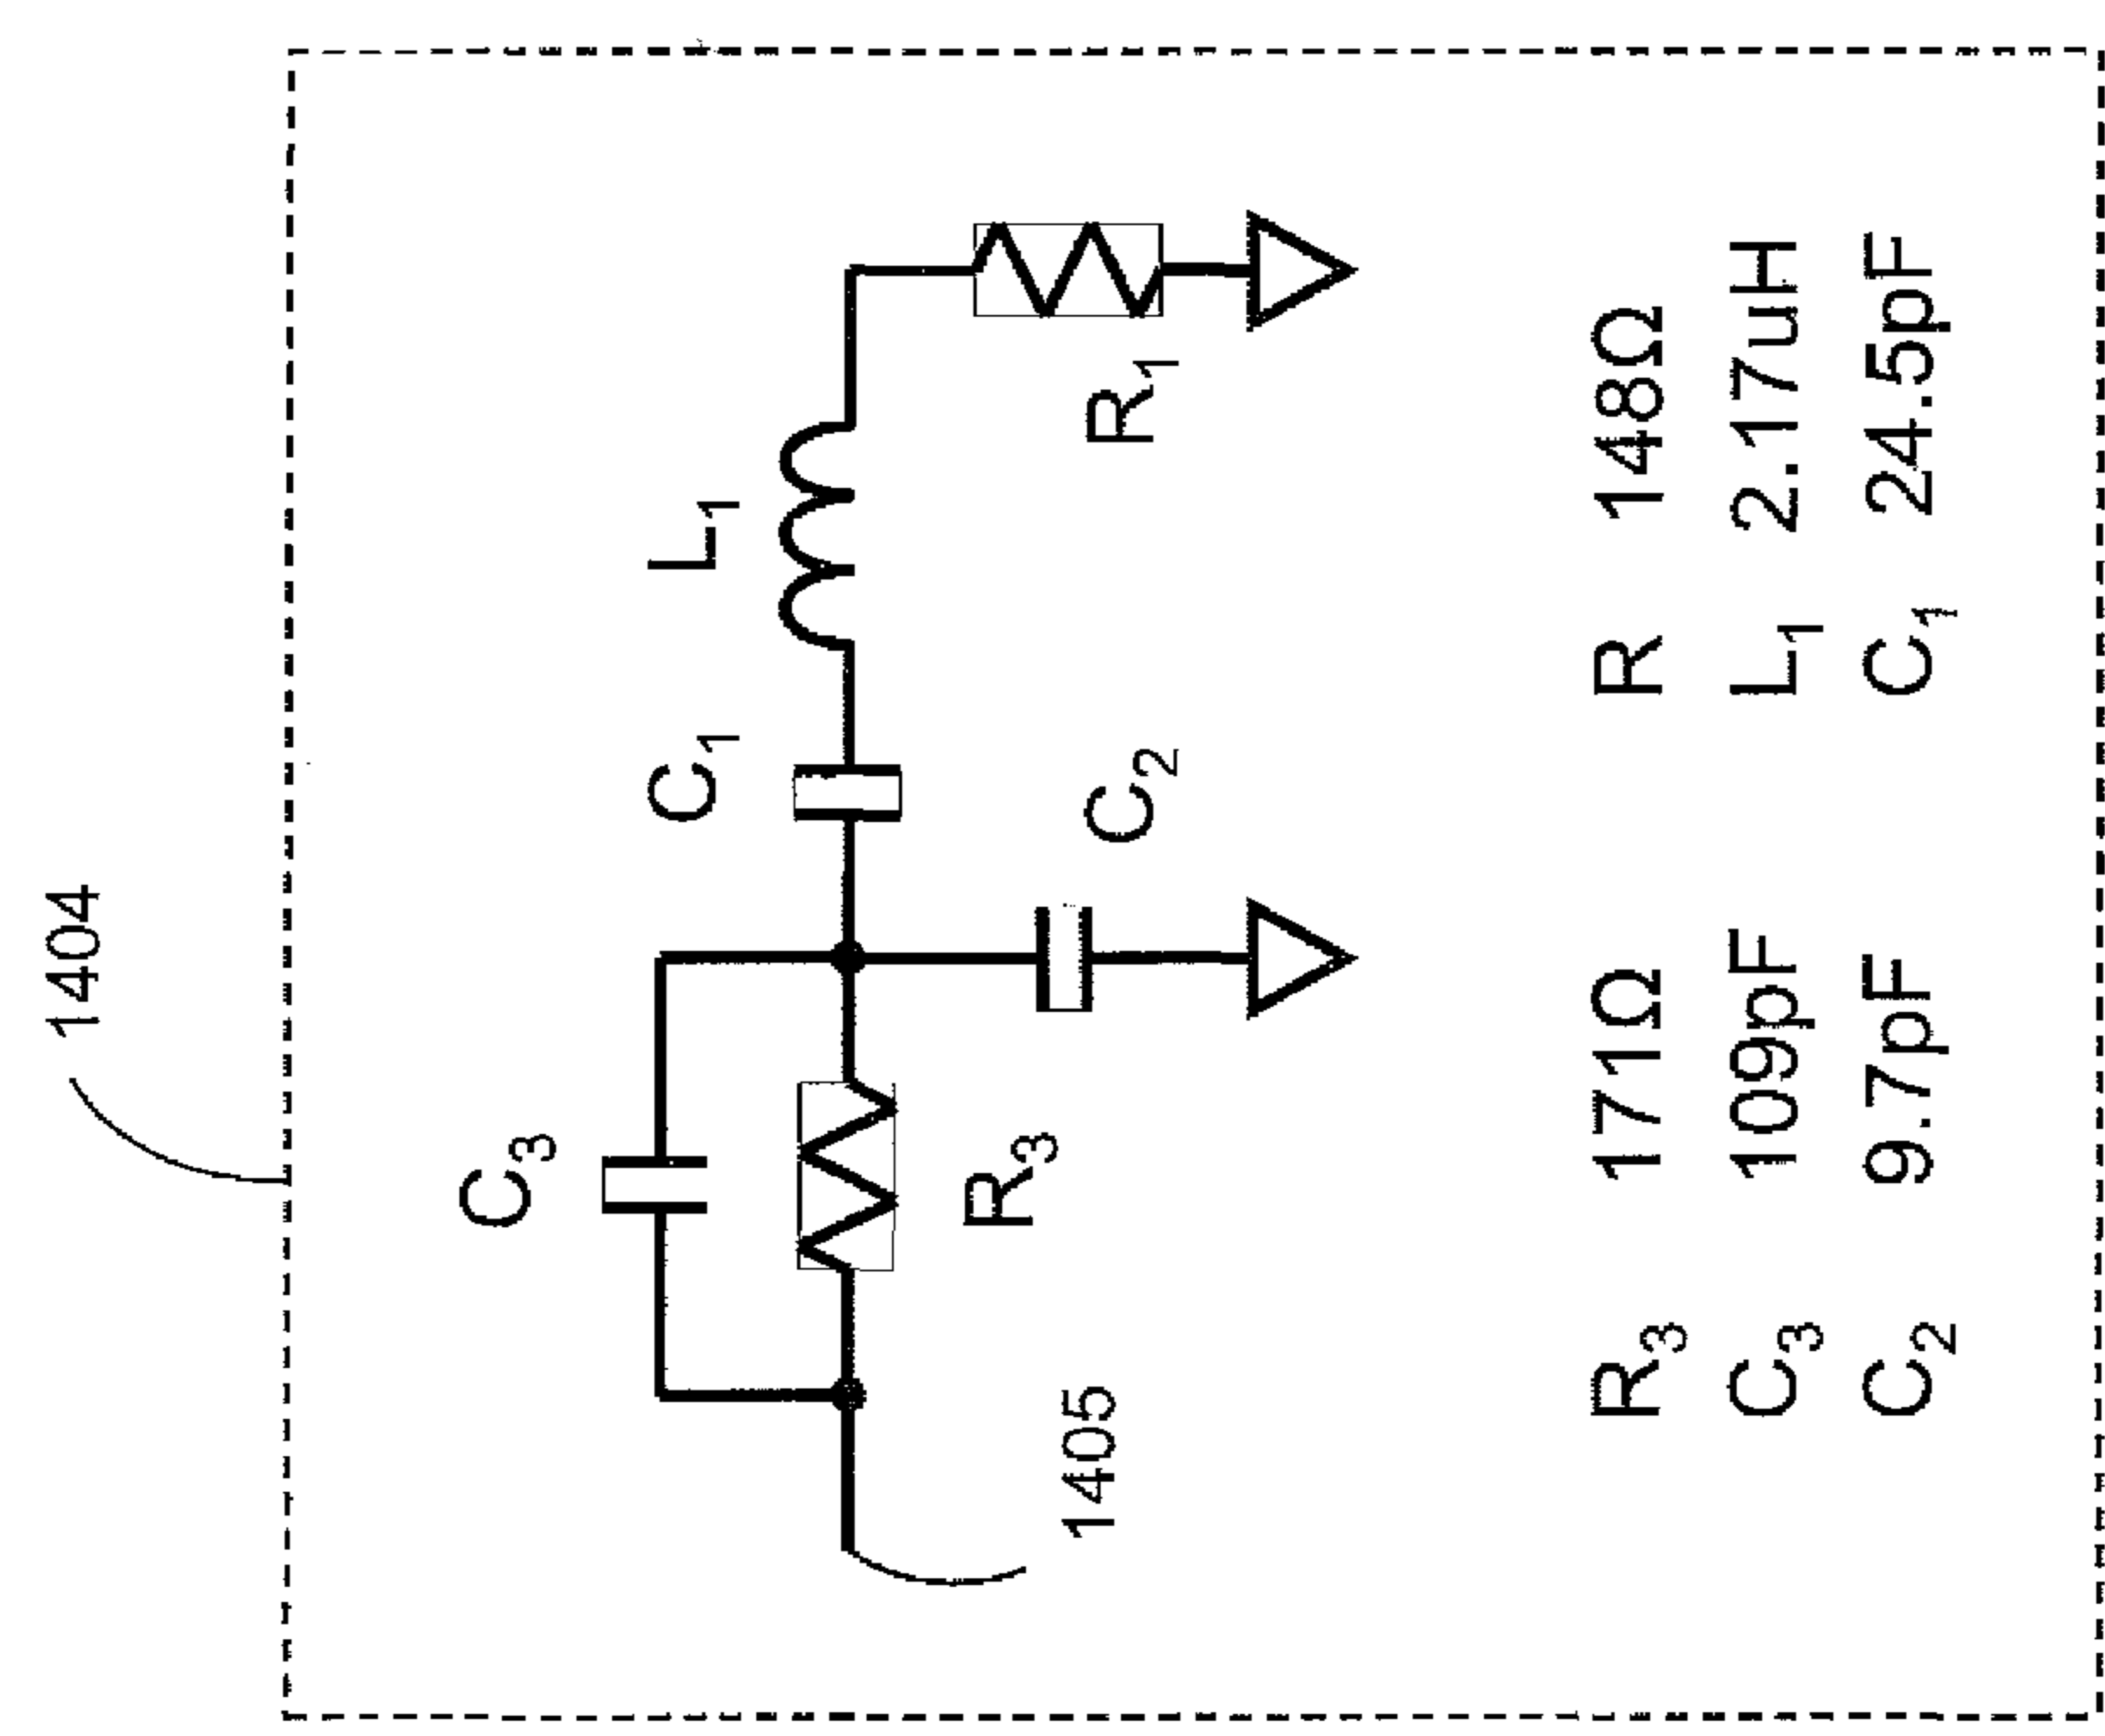 1404
C3
R3
1405
C1
L1
C2
R1
R3 171Ω R 148Ω
C3 109pF L1 2.17uH
C2 9.7pF C1 24.5pF